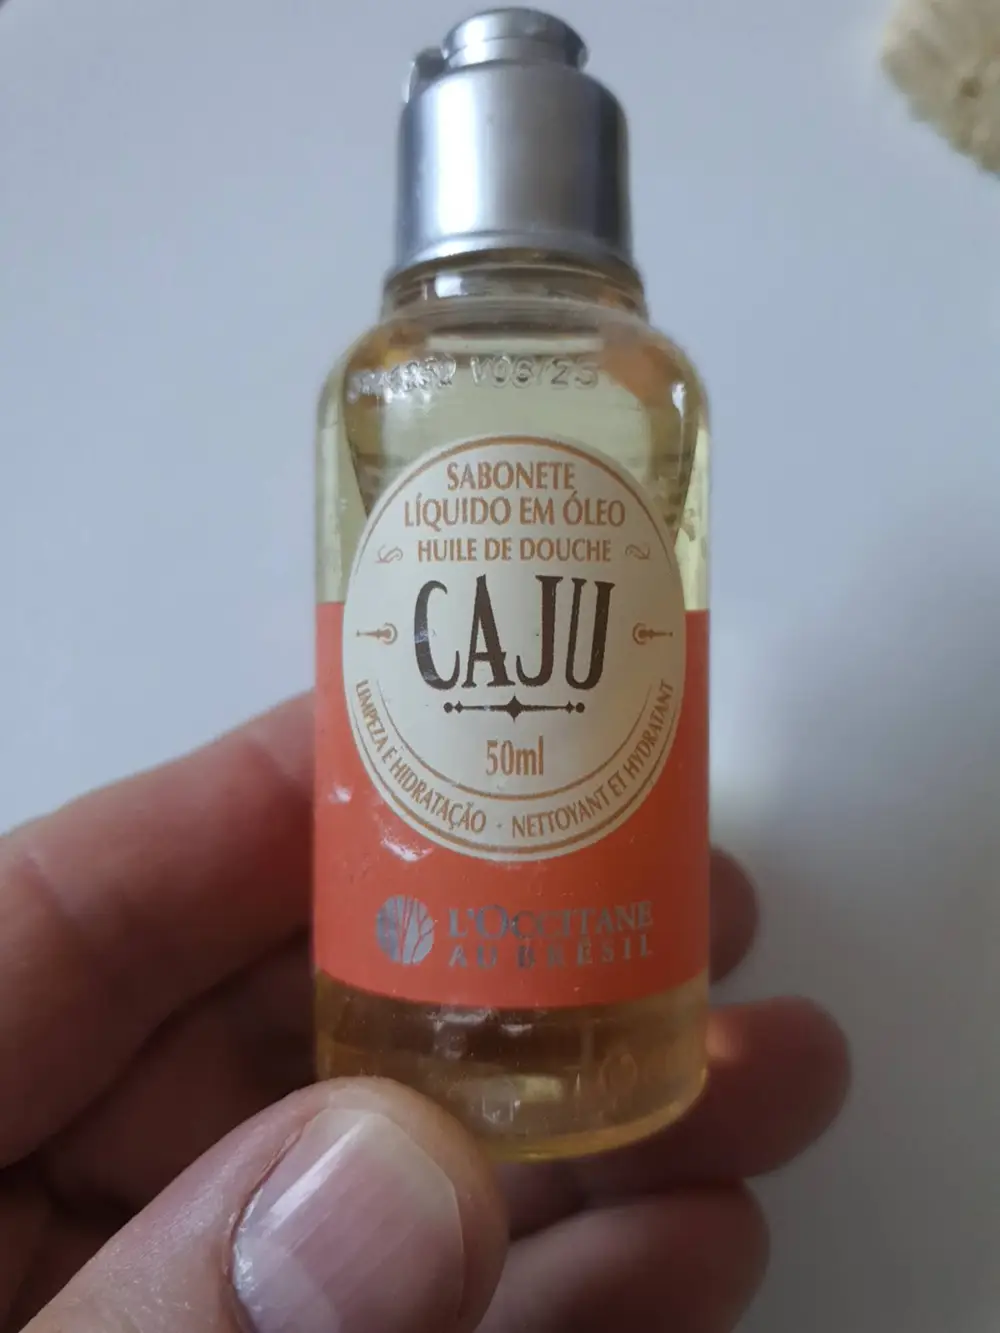 V06/25
SABONETE
LÍQUIDO EM ÓLEO
HUILE DE DOUCHE
CAJU
50ml
LIMPEZA E HIDRATAÇÃO · NETTOYANT ET HYDRATANT
L'OCCITANE
AU BRÉSIL